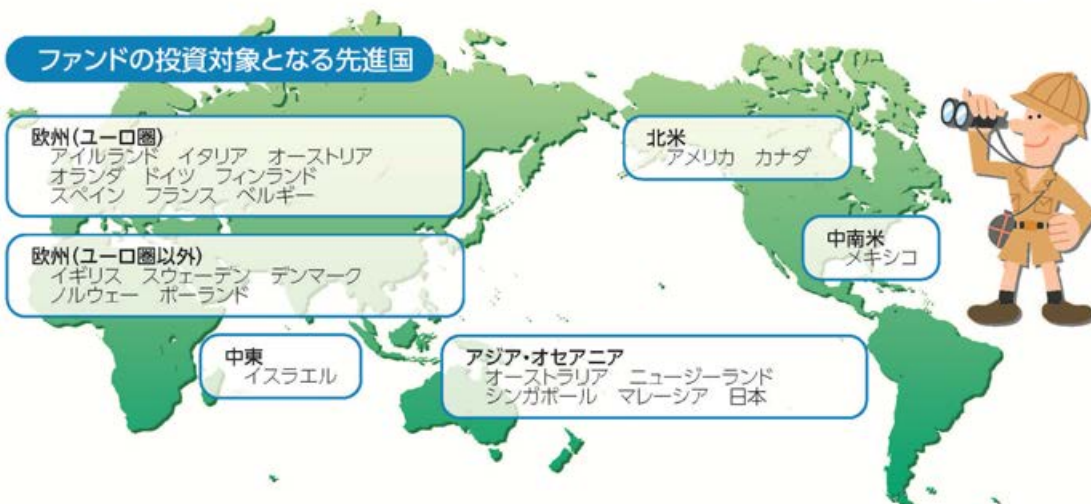 ファンドの投資対象となる先進国
欧州(ユーロ圏)
アイルランド イタリア オーストリア
オランダ ドイツ フィンランド
スペイン フランス ベルギー
欧州(ユーロ圏以外)
イギリス スウェーデン デンマーク
ノルウェー ポーランド
中東
イスラエル
アジア・オセアニア
オーストラリア ニュージーランド
シンガポール マレーシア 日本
北米
アメリカ カナダ
中南米
メキシコ